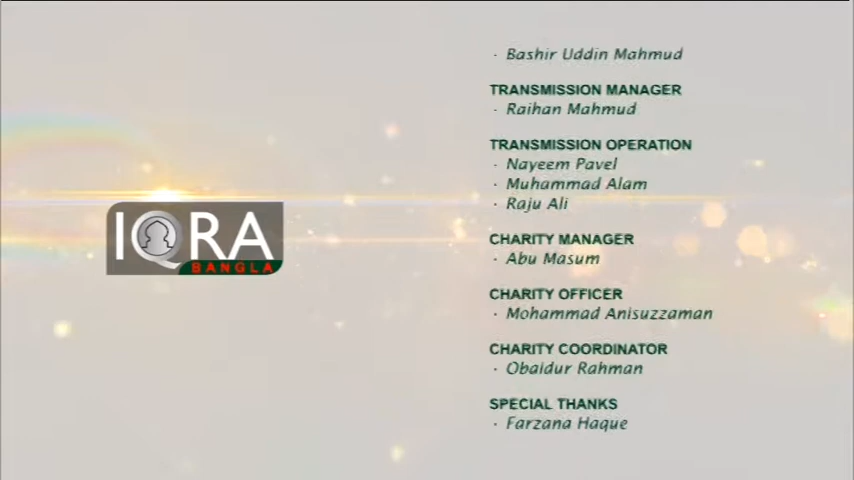 IQRA
BANGLA
- Bashir Uddin Mahmud
TRANSMISSION MANAGER
- Raihan Mahmud
TRANSMISSION OPERATION
- Nayeem Pavel
- Muhammad Alam
- Raju Ali
CHARITY MANAGER
- Abu Masum
CHARITY OFFICER
- Mohammad Anisuzzaman
CHARITY COORDINATOR
- Obaidur Rahman
SPECIAL THANKS
- Farzana Haque